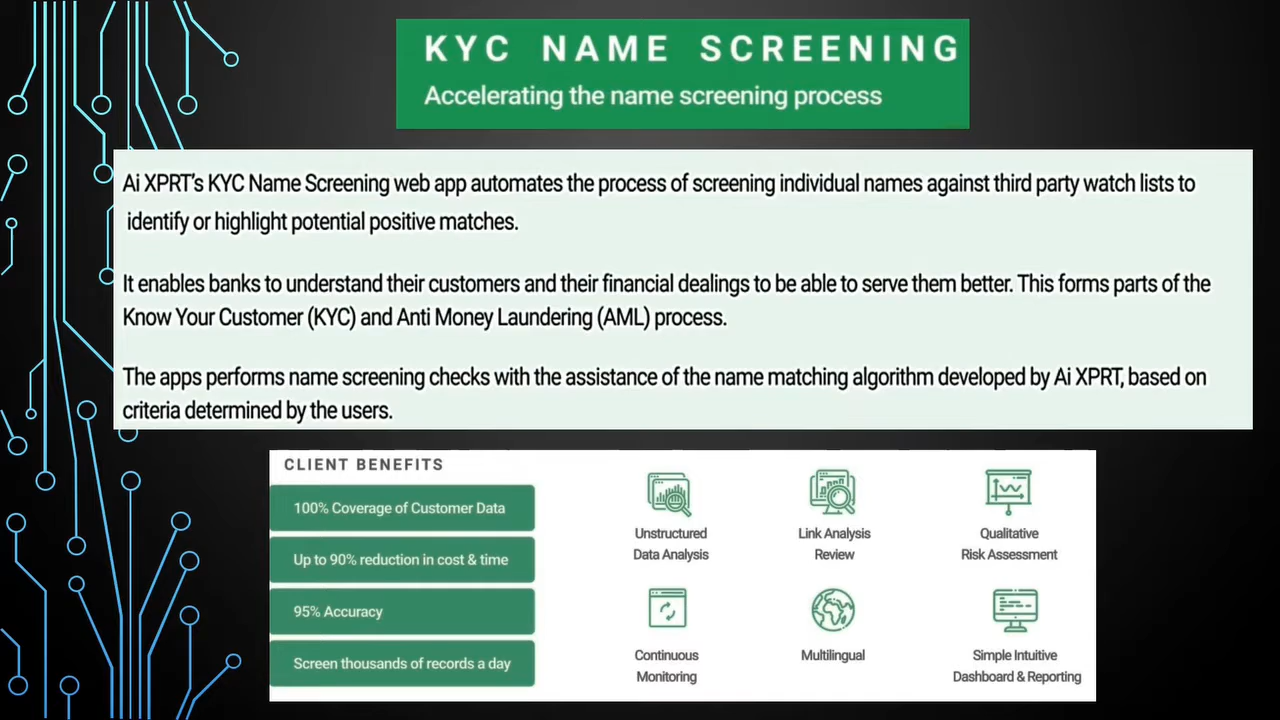 KYC NAME SCREENING
Accelerating the name screening process
Ai XPRT's KYC Name Screening web app automates the process of screening individual names against third party watch lists to
identify or highlight potential positive matches.
It enables banks to understand their customers and their financial dealings to be able to serve them better. This forms parts of the
Know Your Customer (KYC) and Anti Money Laundering (AML) process.
The apps performs name screening checks with the assistance of the name matching algorithm developed by Ai XPRT, based on
criteria determined by the users.
CLIENT BENEFITS
100% Coverage of Customer Data
Up to 90% reduction in cost & time
95% Accuracy
Screen thousands of records a day
Unstructured
Data Analysis
Link Analysis
Review
Qualitative
Risk Assessment
Continuous
Monitoring
Multilingual
Simple Intuitive
Dashboard & Reporting